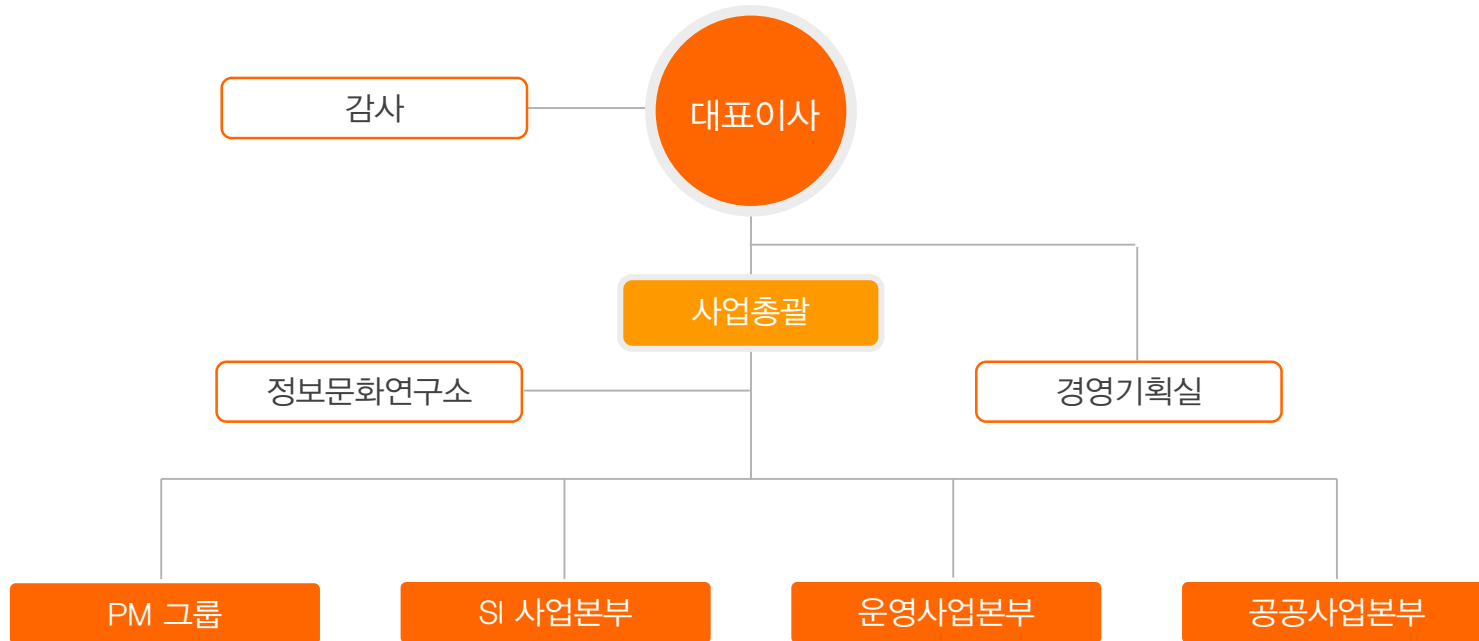 대표이사
감사
사업총괄
정보문화연구소
경영기획실
PM 그룹
SI 사업본부
운영사업본부
공공사업본부